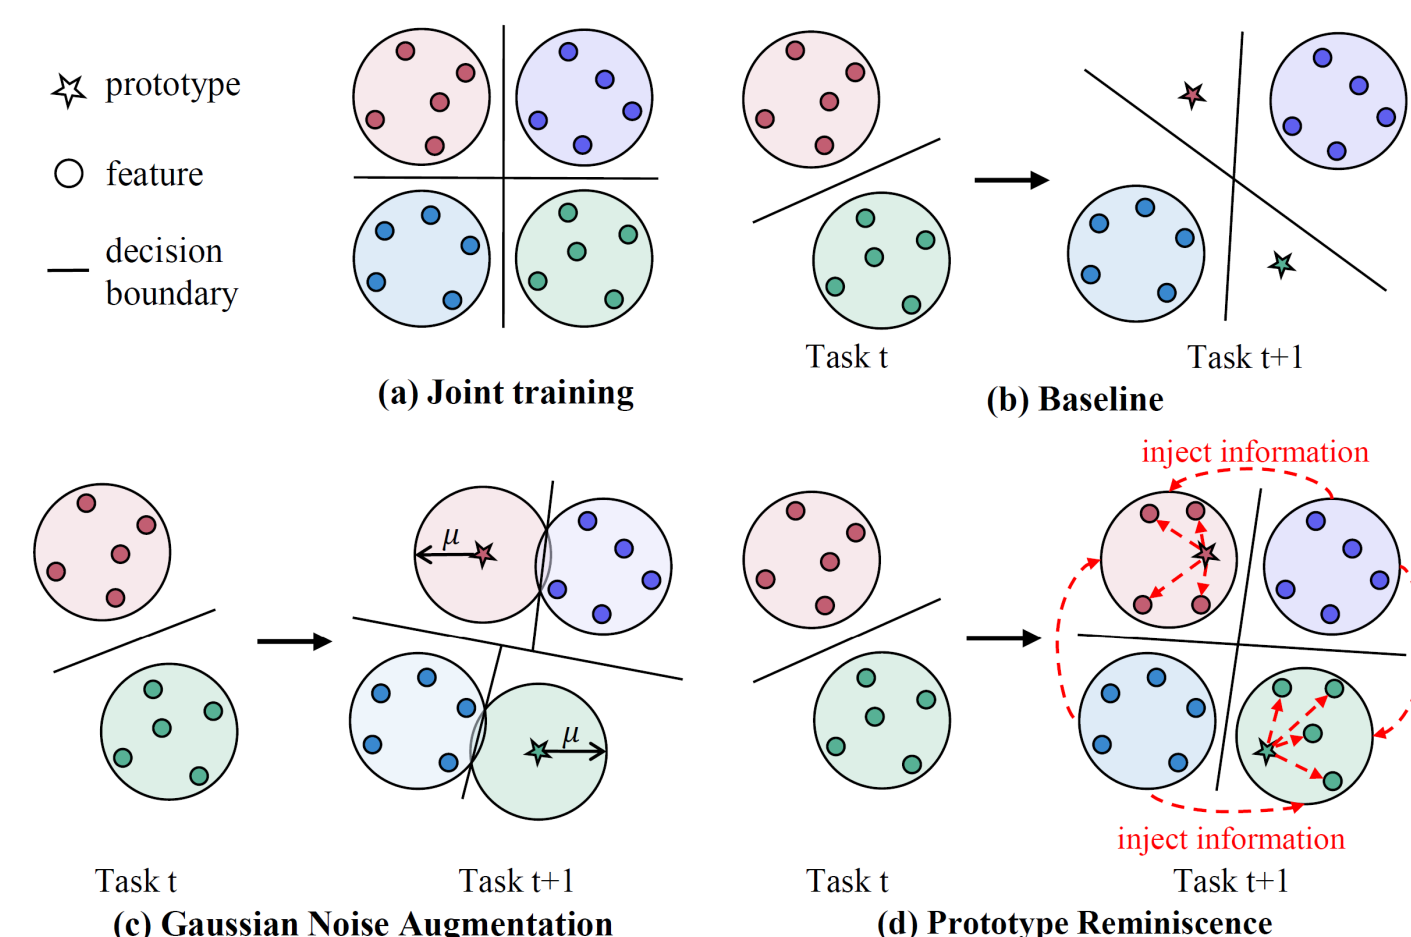 prototype
feature
decision
boundary
(a) Joint training
Task t
Task t+1
(b) Baseline
μ
μ
Task t
Task t+1
(c) Gaussian Noise Augmentation
inject information
inject information
Task t
Task t+1
(d) Prototype Reminiscence